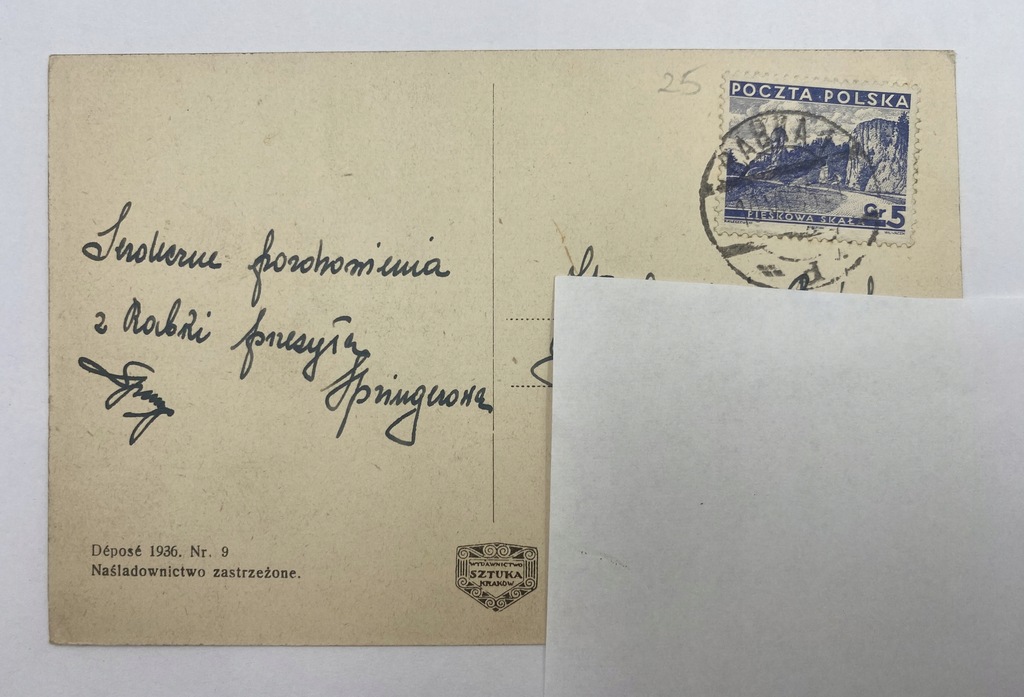 25
POCZTA POLSKA
RABKA
PIESKOWA SKAŁA Gr 5
Serdeczne pozdrowienia
z Rabki przesyła
Springerowa
Déposé 1936. Nr. 9
Naśladownictwo zastrzeżone.
WYDAWNICTWO
SZTUKA
KRAKÓW